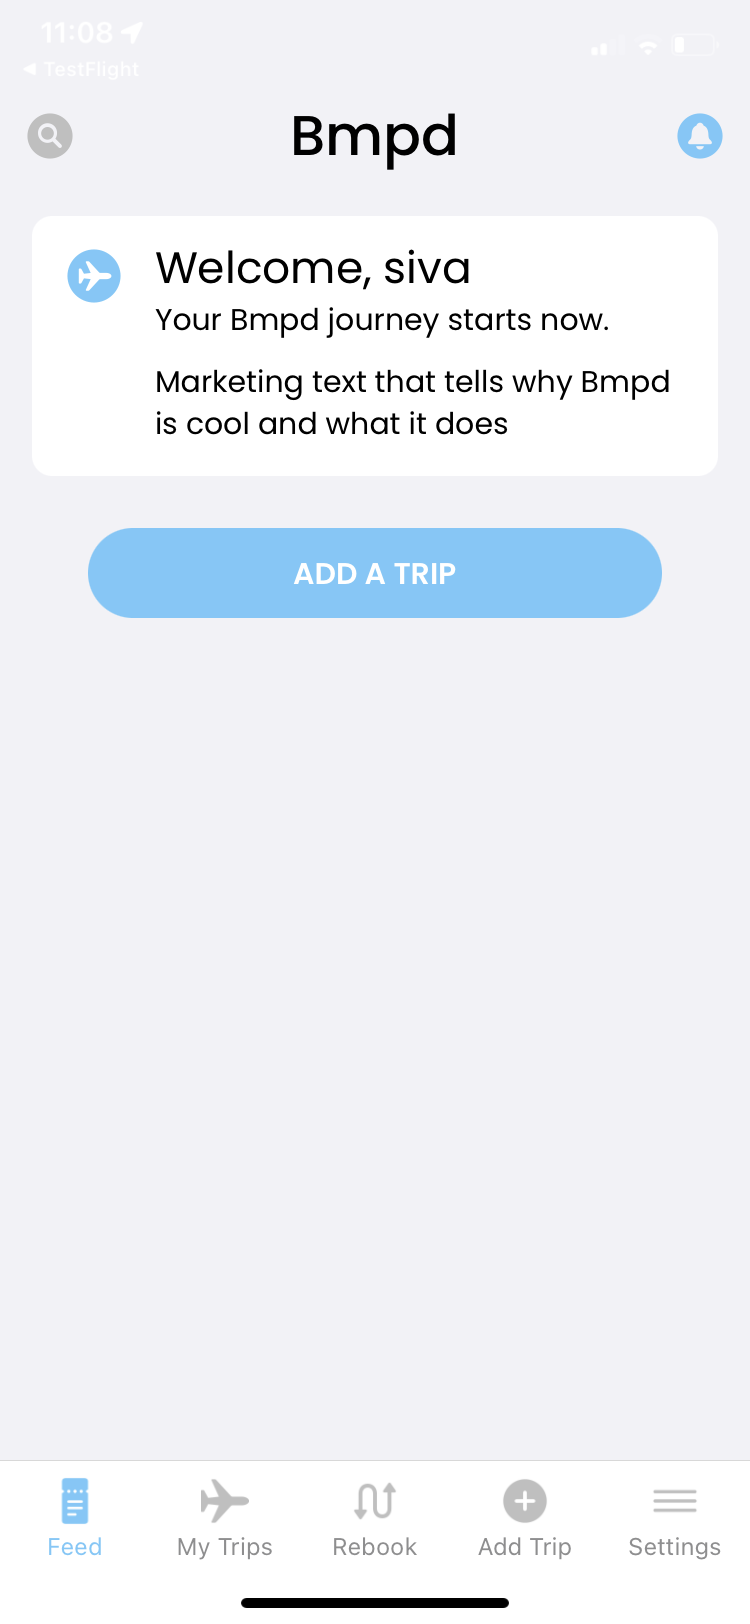 11:08
TestFlight
Bmpd
Welcome, siva
Your Bmpd journey starts now.
Marketing text that tells why Bmpd
is cool and what it does
ADD A TRIP
Feed
My Trips
Rebook
Add Trip
Settings